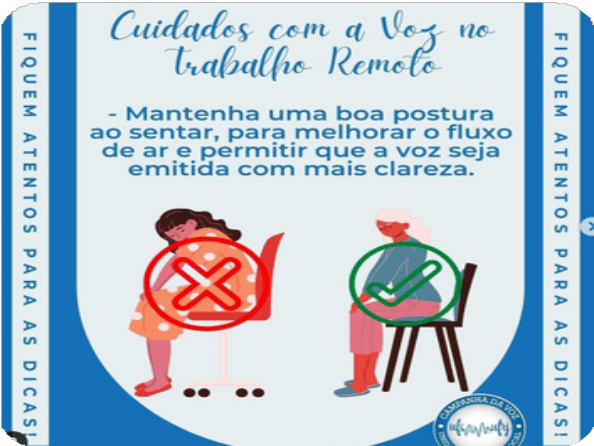 Cuidados com a Voz no
Trabalho Remoto
- Mantenha uma boa postura
ao sentar, para melhorar o fluxo
de ar e permitir que a voz seja
emitida com mais clareza.
FIQUEM ATENTOS PARA AS DICAS!
FIQUEM ATENTOS PARA AS DICAS!
CAMPANHA DA VOZ